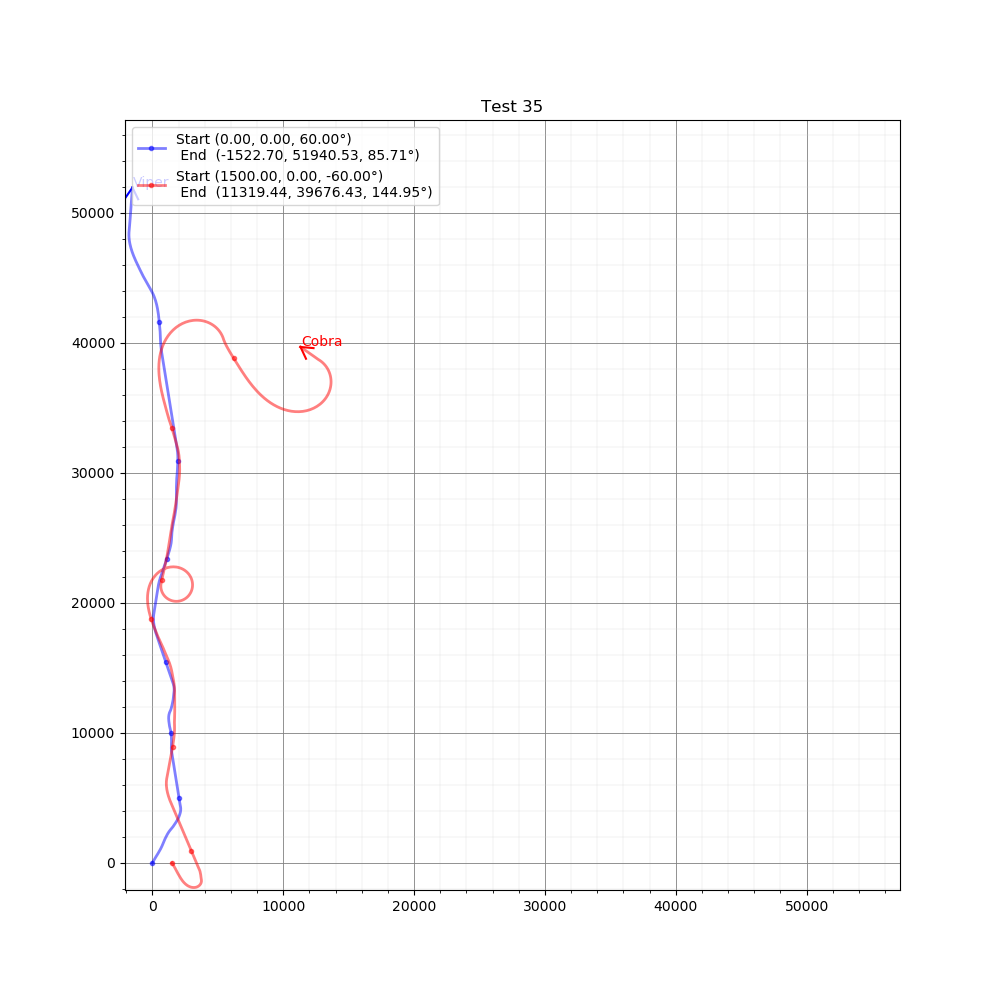 Test 35
Start (0.00, 0.00, 60.00°)
End (-1522.70, 51940.53, 85.71°)
Start (1500.00, 0.00, -60.00°)
End (11319.44, 39676.43, 144.95°)
Viper
Cobra
50000
40000
30000
20000
10000
0
0 10000 20000 30000 40000 50000